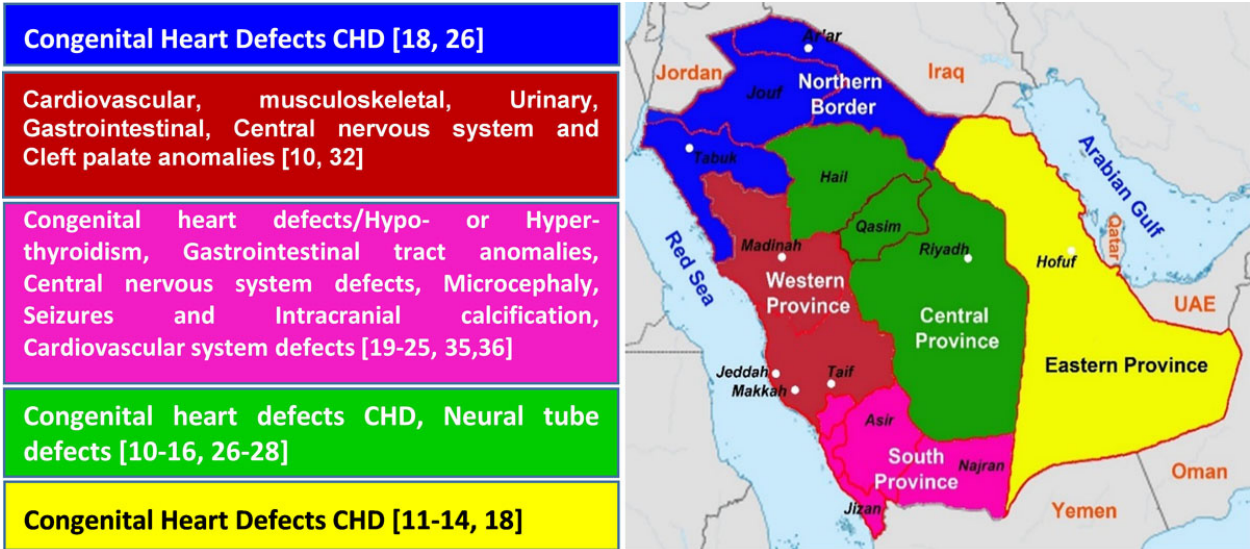 Congenital Heart Defects CHD [18, 26]
Cardiovascular, musculoskeletal, Urinary,
Gastrointestinal, Central nervous system and
Cleft palate anomalies [10, 32]
Congenital heart defects/Hypo- or Hyper-
thyroidism, Gastrointestinal tract anomalies,
Central nervous system defects, Microcephaly,
Seizures and Intracranial calcification,
Cardiovascular system defects [19-25, 35,36]
Congenital heart defects CHD, Neural tube
defects [10-16, 26-28]
Congenital Heart Defects CHD [11-14, 18]
Ar'ar
Jordan
Iraq
Northern
Border
Jouf
Tabuk
Hail
Arabian Gulf
Qasim
Qatar
Red Sea
Madinah
Riyadh
Hofuf
Western
Province
UAE
Central
Province
Eastern Province
Jeddah
Taif
Makkah
Asir
South
Province
Najran
Oman
Jizan
Yemen